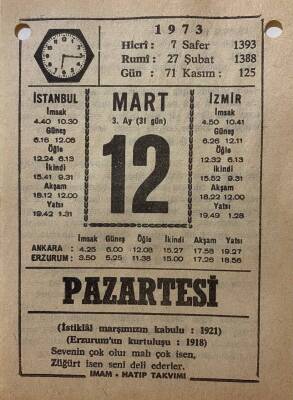 1973
Hicrî : 7 Safer 1393
Rumî : 27 Şubat 1388
Gün : 71 Kasım : 125
İSTANBUL
İmsak
4.40 10.30
Güneş
6.16 12.06
Öğle
12.24 6.13
İkindi
15.41 9.31
Akşam
18.12 12.00
Yatsı
19.42 1.31
MART
3. Ay (31 gün)
12
İZMİR
İmsak
4.50 10.41
Güneş
6.26 12.11
Öğle
12.32 6.13
İkindi
15.52 9.31
Akşam
18.22 12.00
Yatsı
19.49 1.28
İmsak Güneş Öğle İkindi Akşam Yatsı
ANKARA : 4.25 6.00 12.08 15.27 17.58 19.27
ERZURUM : 3.50 5.25 11.38 15.00 17.26 18.56
PAZARTESİ
(İstiklâl marşımızın kabulu : 1921)
(Erzurum'un kurtuluşu : 1918)
Sevenin çok olur malı çok isen,
Züğürt isen seni deli ederler.
İMAM - HATİP TAKVİMİ